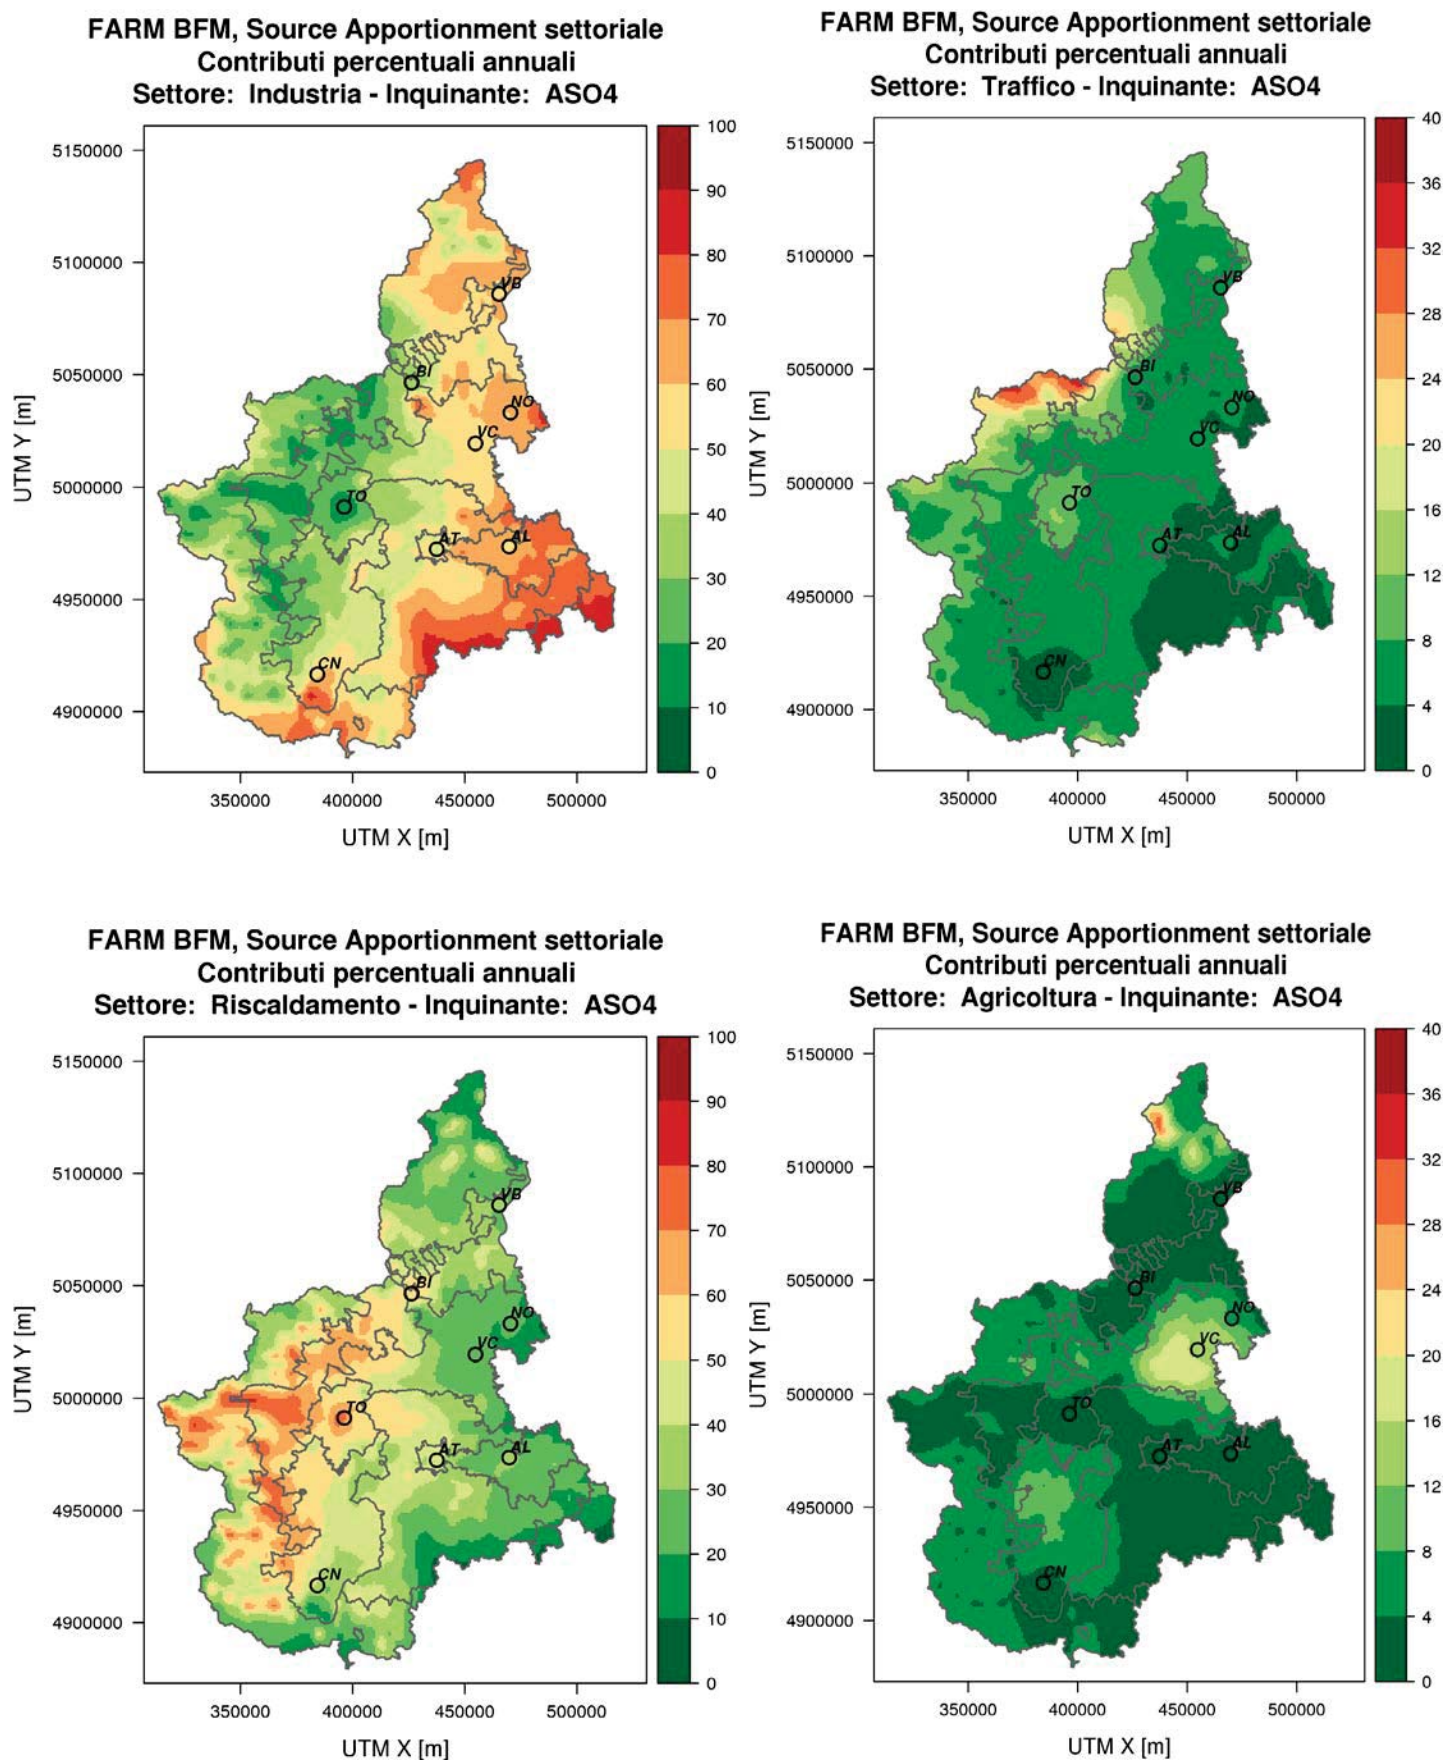 FARM BFM, Source Apportionment settoriale
Contributi percentuali annuali
Settore: Industria - Inquinante: ASO4
5150000
5100000
5050000
5000000
4950000
4900000
UTM Y [m]
350000 400000 450000 500000
UTM X [m]
VB
BI
NO
VC
TO
AT
AL
CN
100
90
80
70
60
50
40
30
20
10
0
FARM BFM, Source Apportionment settoriale
Contributi percentuali annuali
Settore: Traffico - Inquinante: ASO4
5150000
5100000
5050000
5000000
4950000
4900000
UTM Y [m]
350000 400000 450000 500000
UTM X [m]
VB
BI
NO
VC
TO
AT
AL
CN
40
36
32
28
24
20
16
12
8
4
0
FARM BFM, Source Apportionment settoriale
Contributi percentuali annuali
Settore: Riscaldamento - Inquinante: ASO4
5150000
5100000
5050000
5000000
4950000
4900000
UTM Y [m]
350000 400000 450000 500000
UTM X [m]
VB
BI
NO
VC
TO
AT
AL
CN
100
90
80
70
60
50
40
30
20
10
0
FARM BFM, Source Apportionment settoriale
Contributi percentuali annuali
Settore: Agricoltura - Inquinante: ASO4
5150000
5100000
5050000
5000000
4950000
4900000
UTM Y [m]
350000 400000 450000 500000
UTM X [m]
VB
BI
NO
VC
TO
AT
AL
CN
40
36
32
28
24
20
16
12
8
4
0